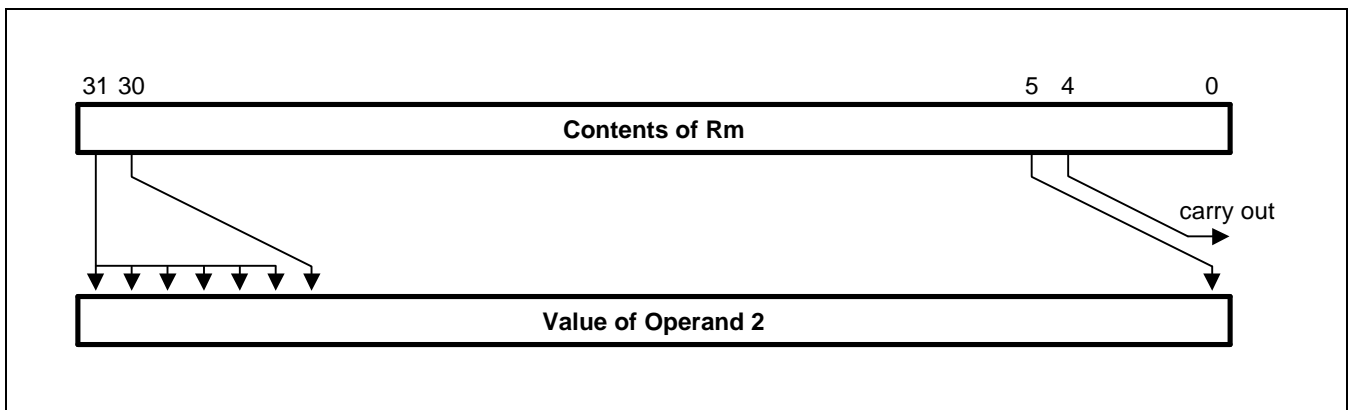 31 30 5 4 0
Contents of Rm
carry out
Value of Operand 2